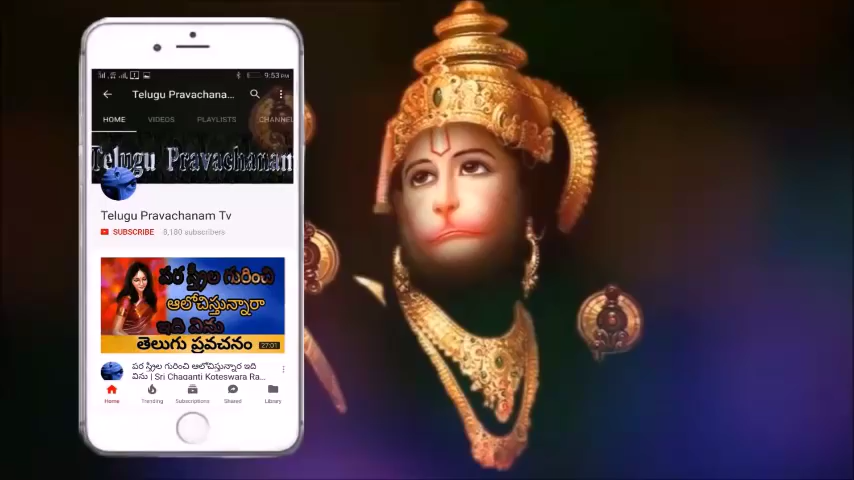 9:53 PM
Telugu Pravachana...
HOME VIDEOS PLAYLISTS CHANNEL
Telugu Pravachanam
Telugu Pravachanam Tv
SUBSCRIBE 8,180 subscribers
పర స్త్రీల గురించి
ఆలోచిస్తున్నారా
ఇది విను
తెలుగు ప్రవచనం 27:01
పర స్త్రీల గురించి ఆలోచిస్తున్నార ఇది
విను | Sri Chaganti Koteswara Ra...
Home Trending Subscriptions Shared Library